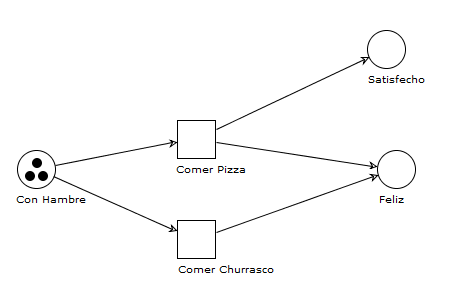 Satisfecho
Comer Pizza
Con Hambre
Feliz
Comer Churrasco